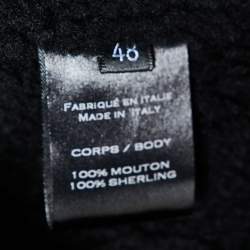 48
FABRIQUÉ EN ITALIE
MADE IN ITALY
CORPS / BODY
100% MOUTON
100% SHERLING